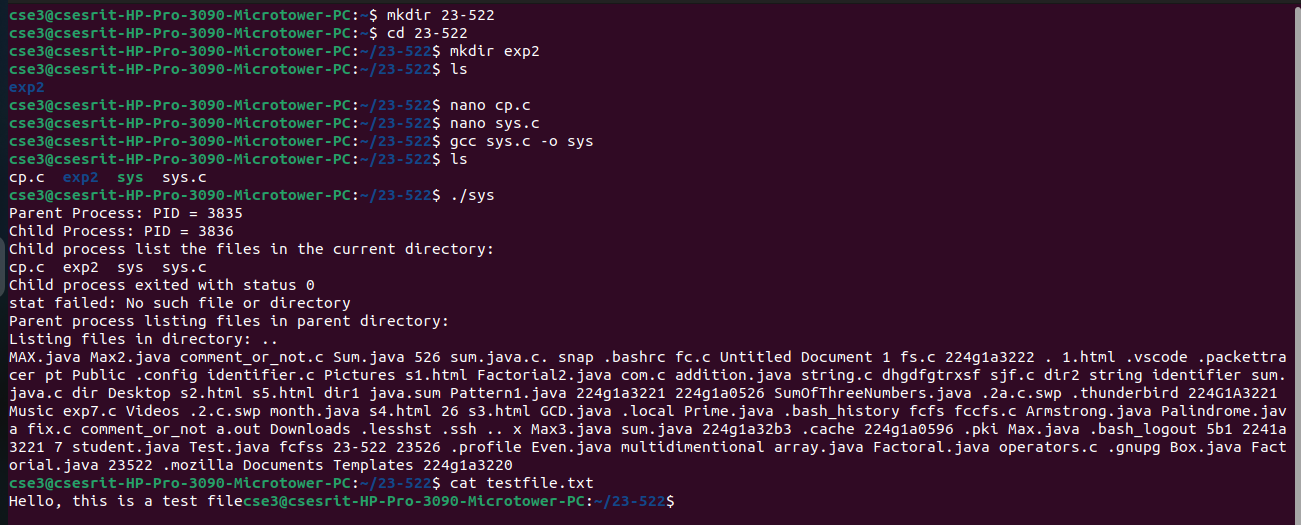 cse3@csesrit-HP-Pro-3090-Microtower-PC:~$ mkdir 23-522
cse3@csesrit-HP-Pro-3090-Microtower-PC:~$ cd 23-522
cse3@csesrit-HP-Pro-3090-Microtower-PC:~/23-522$ mkdir exp2
cse3@csesrit-HP-Pro-3090-Microtower-PC:~/23-522$ ls
exp2
cse3@csesrit-HP-Pro-3090-Microtower-PC:~/23-522$ nano cp.c
cse3@csesrit-HP-Pro-3090-Microtower-PC:~/23-522$ nano sys.c
cse3@csesrit-HP-Pro-3090-Microtower-PC:~/23-522$ gcc sys.c -o sys
cse3@csesrit-HP-Pro-3090-Microtower-PC:~/23-522$ ls
cp.c  exp2  sys  sys.c
cse3@csesrit-HP-Pro-3090-Microtower-PC:~/23-522$ ./sys
Parent Process: PID = 3835
Child Process: PID = 3836
Child process list the files in the current directory:
cp.c  exp2  sys  sys.c
Child process exited with status 0
stat failed: No such file or directory
Parent process listing files in parent directory:
Listing files in directory: ..
MAX.java Max2.java comment_or_not.c Sum.java 526 sum.java.c. snap .bashrc fc.c Untitled Document 1 fs.c 224g1a3222 . 1.html .vscode .packettra
cer pt Public .config identifier.c Pictures s1.html Factorial2.java com.c addition.java string.c dhgdfgtrxsf sjf.c dir2 string identifier sum.
java.c dir Desktop s2.html s5.html dir1 java.sum Pattern1.java 224g1a3221 224g1a0526 SumOfThreeNumbers.java .2a.c.swp .thunderbird 224G1A3221
Music exp7.c Videos .2.c.swp month.java s4.html 26 s3.html GCD.java .local Prime.java .bash_history fcfs fccfs.c Armstrong.java Palindrome.jav
a fix.c comment_or_not a.out Downloads .lesshst .ssh .. x Max3.java sum.java 224g1a32b3 .cache 224g1a0596 .pki Max.java .bash_logout 5b1 2241a
3221 7 student.java Test.java fcfss 23-522 23526 .profile Even.java multidimentional array.java Factoral.java operators.c .gnupg Box.java Fact
orial.java 23522 .mozilla Documents Templates 224g1a3220
cse3@csesrit-HP-Pro-3090-Microtower-PC:~/23-522$ cat testfile.txt
Hello, this is a test filecse3@csesrit-HP-Pro-3090-Microtower-PC:~/23-522$